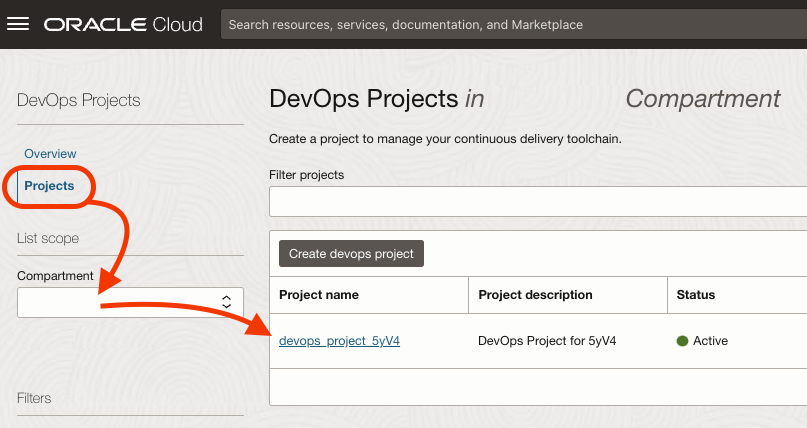 ORACLE Cloud
Search resources, services, documentation, and Marketplace
DevOps Projects
Overview
Projects
List scope
Compartment
Filters
DevOps Projects in Compartment
Create a project to manage your continuous delivery toolchain.
Filter projects
Create devops project
Project name Project description Status
devops_project_5yV4 DevOps Project for 5yV4 Active